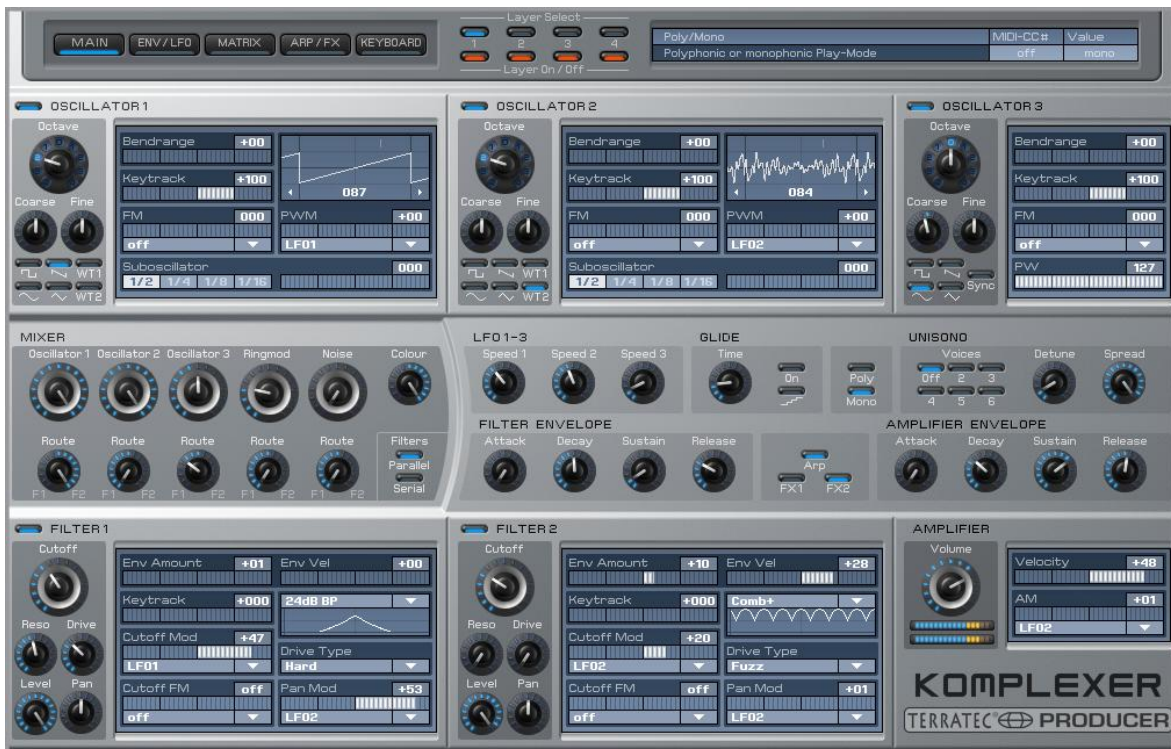 MAIN ENV/LFO MATRIX ARP/FX KEYBOARD
Layer Select
1 2 3 4
Layer On/Off
Poly/Mono MIDI-CC# Value
Polyphonic or monophonic Play-Mode off mono
OSCILLATOR 1
Octave
Coarse Fine
WT1
WT2
Bendrange +00
Keytrack +100
087
FM 000 PWM +00
off LFO1
Suboscillator 000
1/2 1/4 1/8 1/16
OSCILLATOR 2
Octave
Coarse Fine
WT1
WT2
Bendrange +00
Keytrack +100
084
FM 000 PWM +00
off LFO2
Suboscillator 000
1/2 1/4 1/8 1/16
OSCILLATOR 3
Octave
Coarse Fine
Sync
Bendrange +00
Keytrack +100
FM 000
off
PW 127
MIXER
Oscillator 1 Oscillator 2 Oscillator 3 Ringmod Noise Colour
Route Route Route Route Route
F1 F2 F1 F2 F1 F2 F1 F2 F1 F2
Filters
Parallel
Serial
LFO 1-3
Speed 1 Speed 2 Speed 3
GLIDE
Time
On
Poly
Mono
UNISONO
Voices
Off 2 3
4 5 6
Detune Spread
FILTER ENVELOPE
Attack Decay Sustain Release
Arp
FX1 FX2
AMPLIFIER ENVELOPE
Attack Decay Sustain Release
FILTER 1
Cutoff
Reso Drive
Level Pan
Env Amount +01 Env Vel +00
Keytrack +000 24dB BP
Cutoff Mod +47
LFO1
Drive Type
Hard
Cutoff FM off Pan Mod +53
off LFO2
FILTER 2
Cutoff
Reso Drive
Level Pan
Env Amount +10 Env Vel +28
Keytrack +000 Comb+
Cutoff Mod +20
LFO2
Drive Type
Fuzz
Cutoff FM off Pan Mod +01
off LFO2
AMPLIFIER
Volume
Velocity +48
AM +01
LFO2
KOMPLEXER
TERRATEC PRODUCER